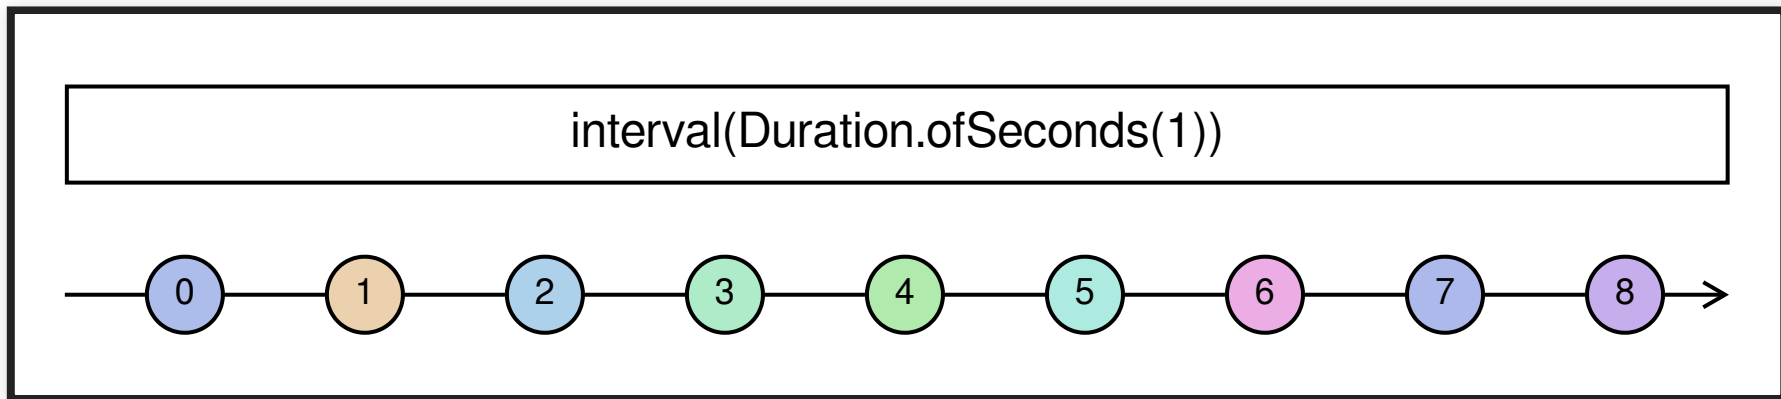 interval(Duration.ofSeconds(1))
0 1 2 3 4 5 6 7 8